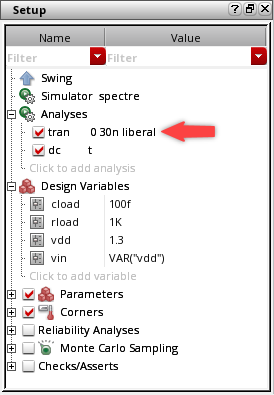 Setup
Name Value
Filter Filter
Swing
Simulator spectre
Analyses
tran 0 30n liberal
dc t
Click to add analysis
Design Variables
cload 100f
rload 1K
vdd 1.3
vin VAR("vdd")
Click to add variable
Parameters
Corners
Reliability Analyses
Monte Carlo Sampling
Checks/Asserts